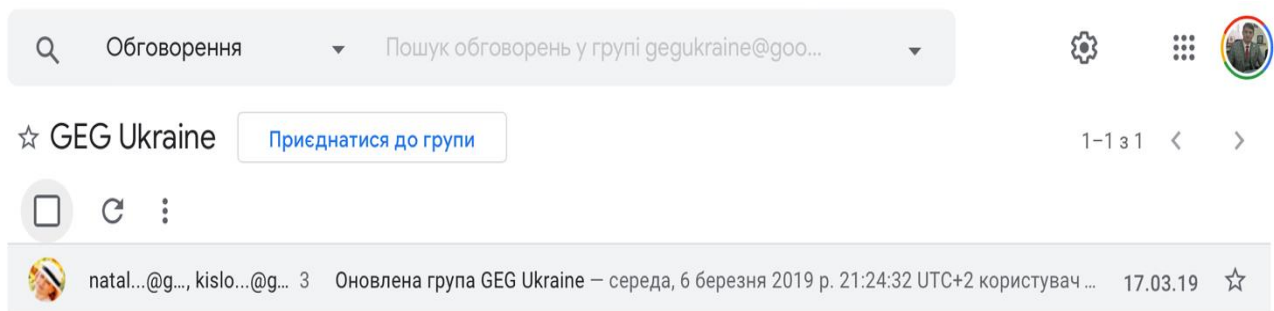 Обговорення Пошук обговорень у групі gegukraine@goo...
GEG Ukraine Приєднатися до групи 1–1 з 1
natal...@g..., kislo...@g... 3 Оновлена група GEG Ukraine — середа, 6 березня 2019 р. 21:24:32 UTC+2 користувач ... 17.03.19